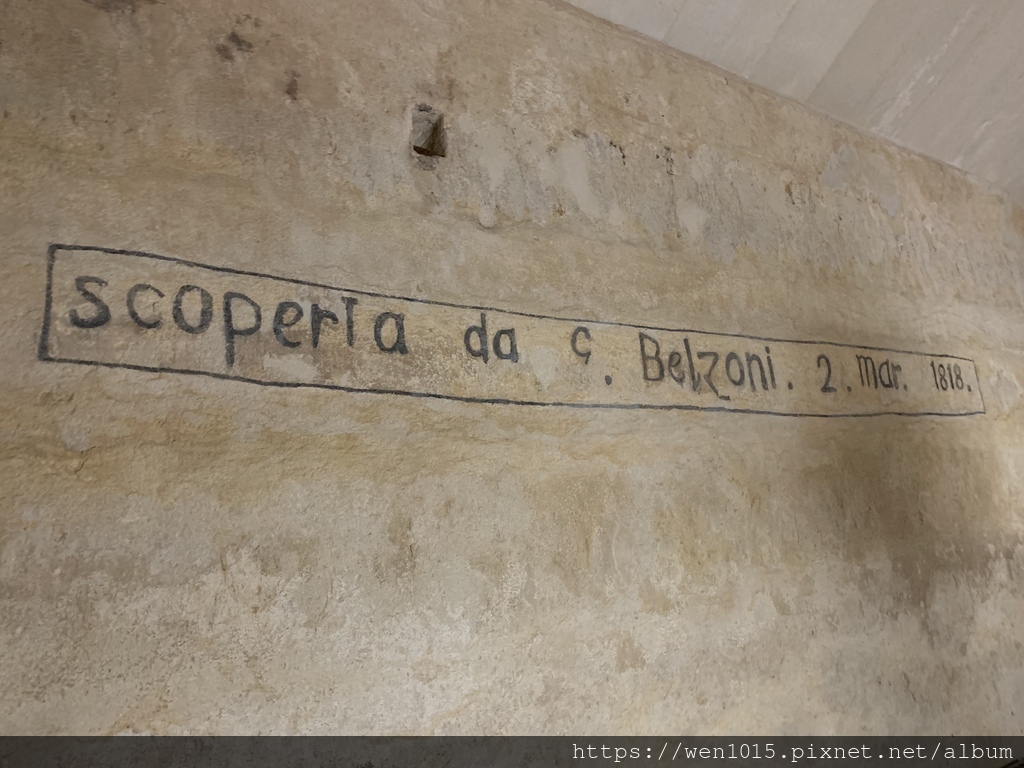 scoperta da G. Belzoni. 2. mar. 1818.
https://wen1015.pixnet.net/album